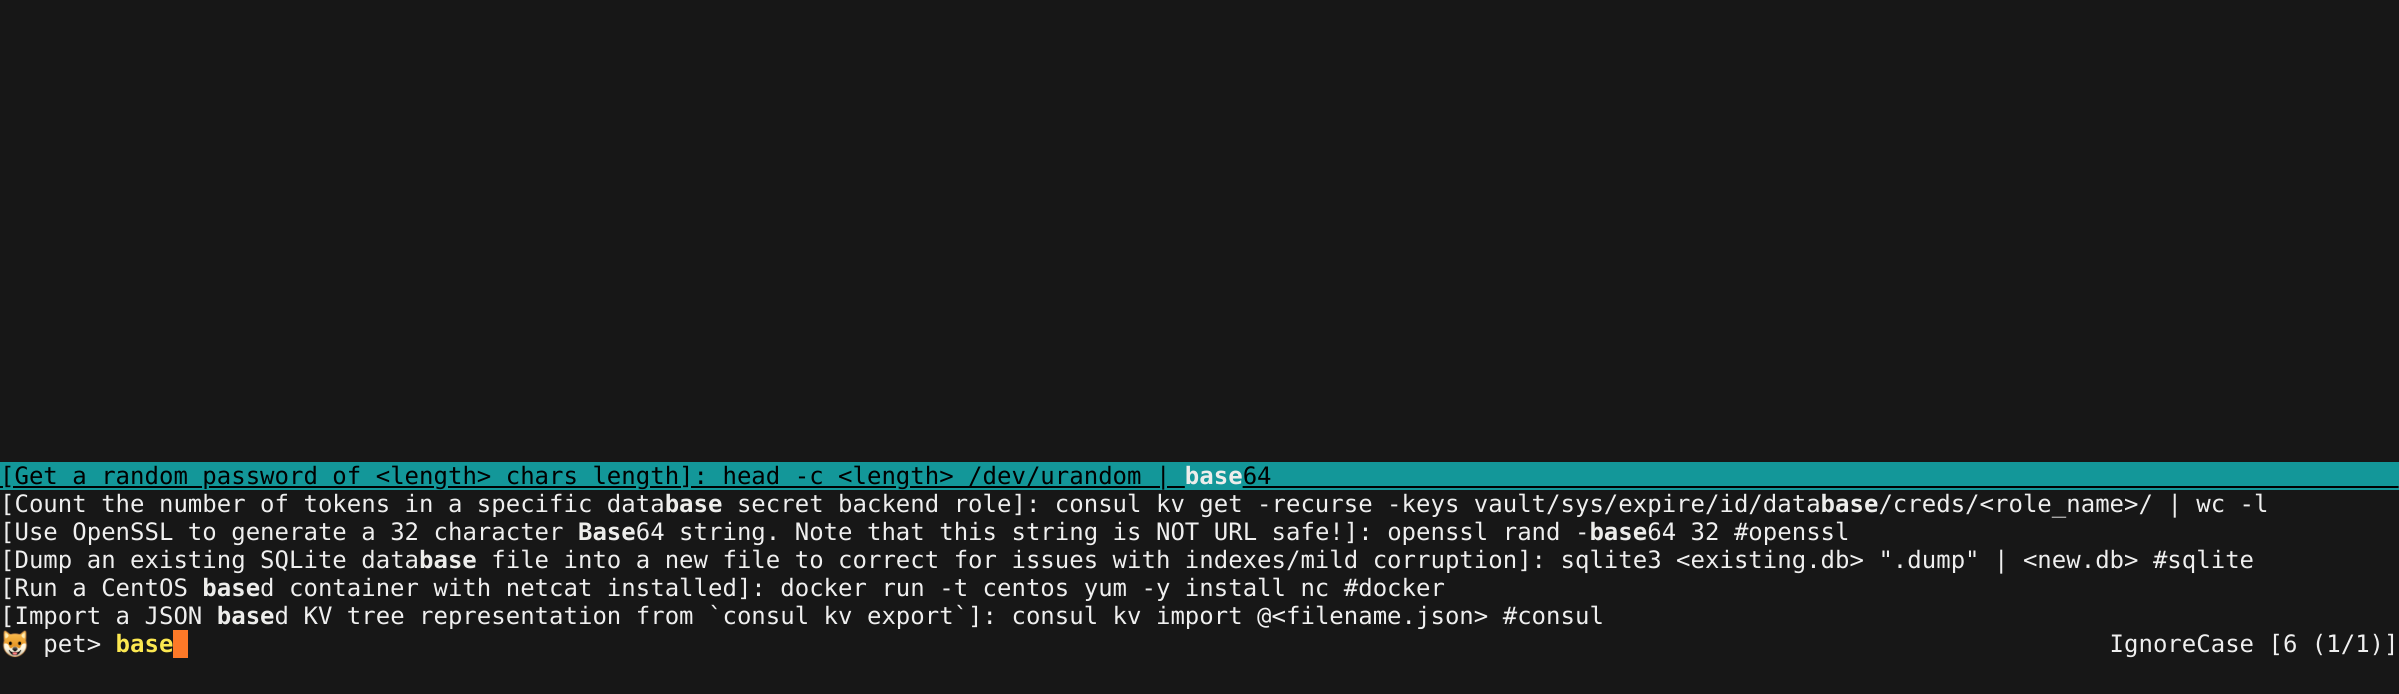 [Get a random password of <length> chars length]: head -c <length> /dev/urandom | base64
[Count the number of tokens in a specific database secret backend role]: consul kv get -recurse -keys vault/sys/expire/id/database/creds/<role_name>/ | wc -l
[Use OpenSSL to generate a 32 character Base64 string. Note that this string is NOT URL safe!]: openssl rand -base64 32 #openssl
[Dump an existing SQLite database file into a new file to correct for issues with indexes/mild corruption]: sqlite3 <existing.db> ".dump" | <new.db> #sqlite
[Run a CentOS based container with netcat installed]: docker run -t centos yum -y install nc #docker
[Import a JSON based KV tree representation from `consul kv export`]: consul kv import @<filename.json> #consul
pet> base IgnoreCase [6 (1/1)]